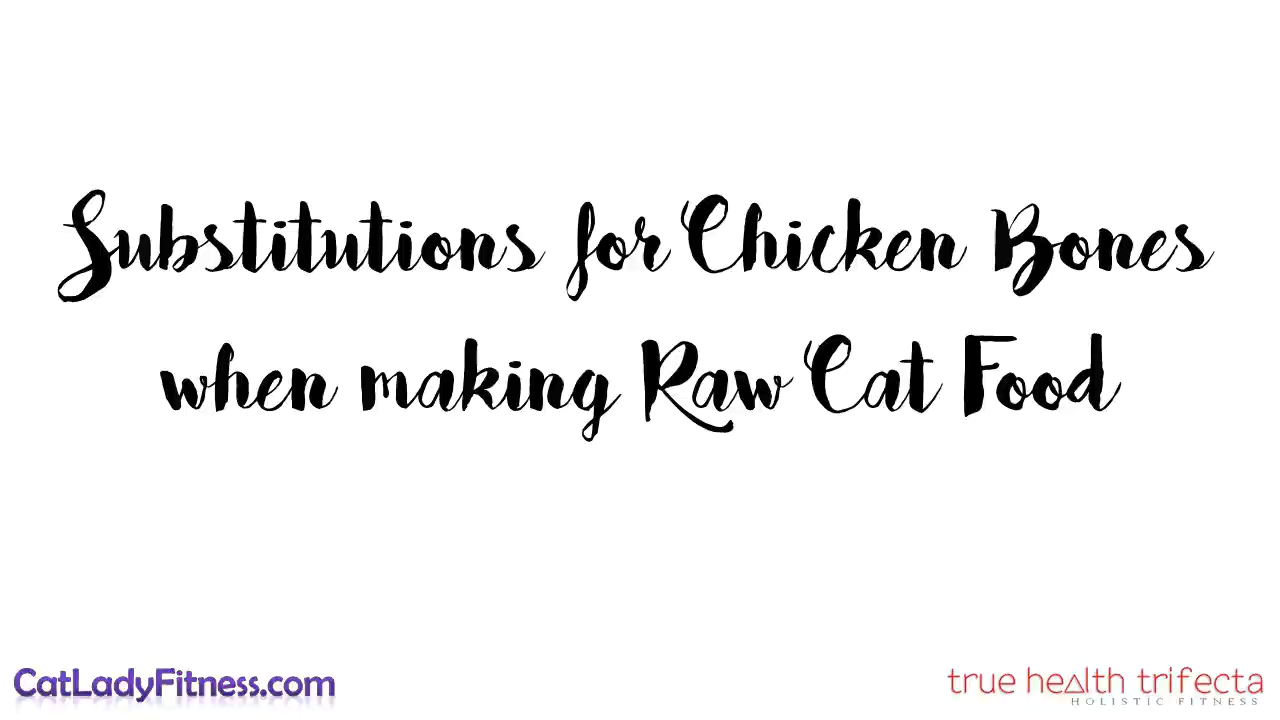 Substitutions for Chicken Bones
when making Raw Cat Food
CatLadyFitness.com
true health trifecta
HOLISTIC FITNESS